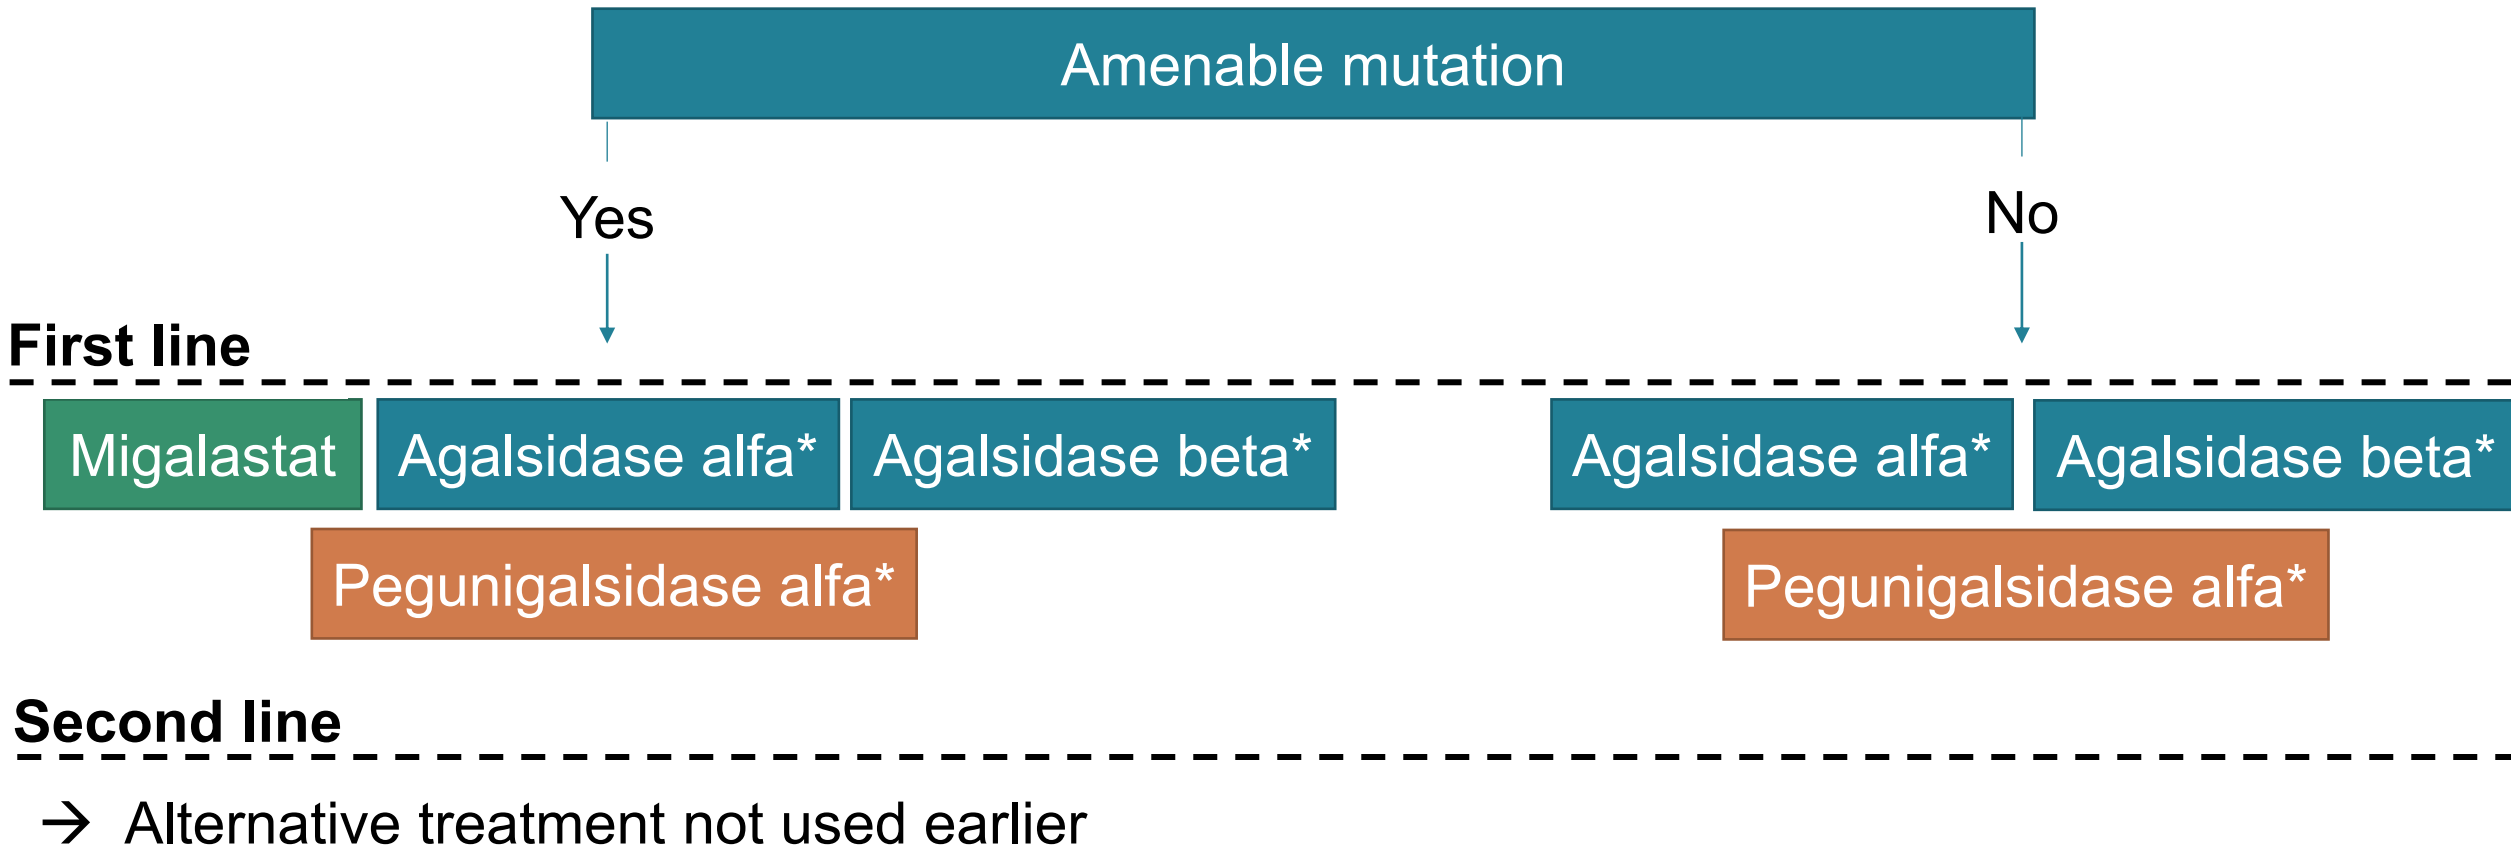 Amenable mutation
Yes
No
First line
Migalastat
Agalsidase alfa*
Agalsidase beta*
Agalsidase alfa*
Agalsidase beta*
Pegunigalsidase alfa*
Pegunigalsidase alfa*
Second line
→ Alternative treatment not used earlier